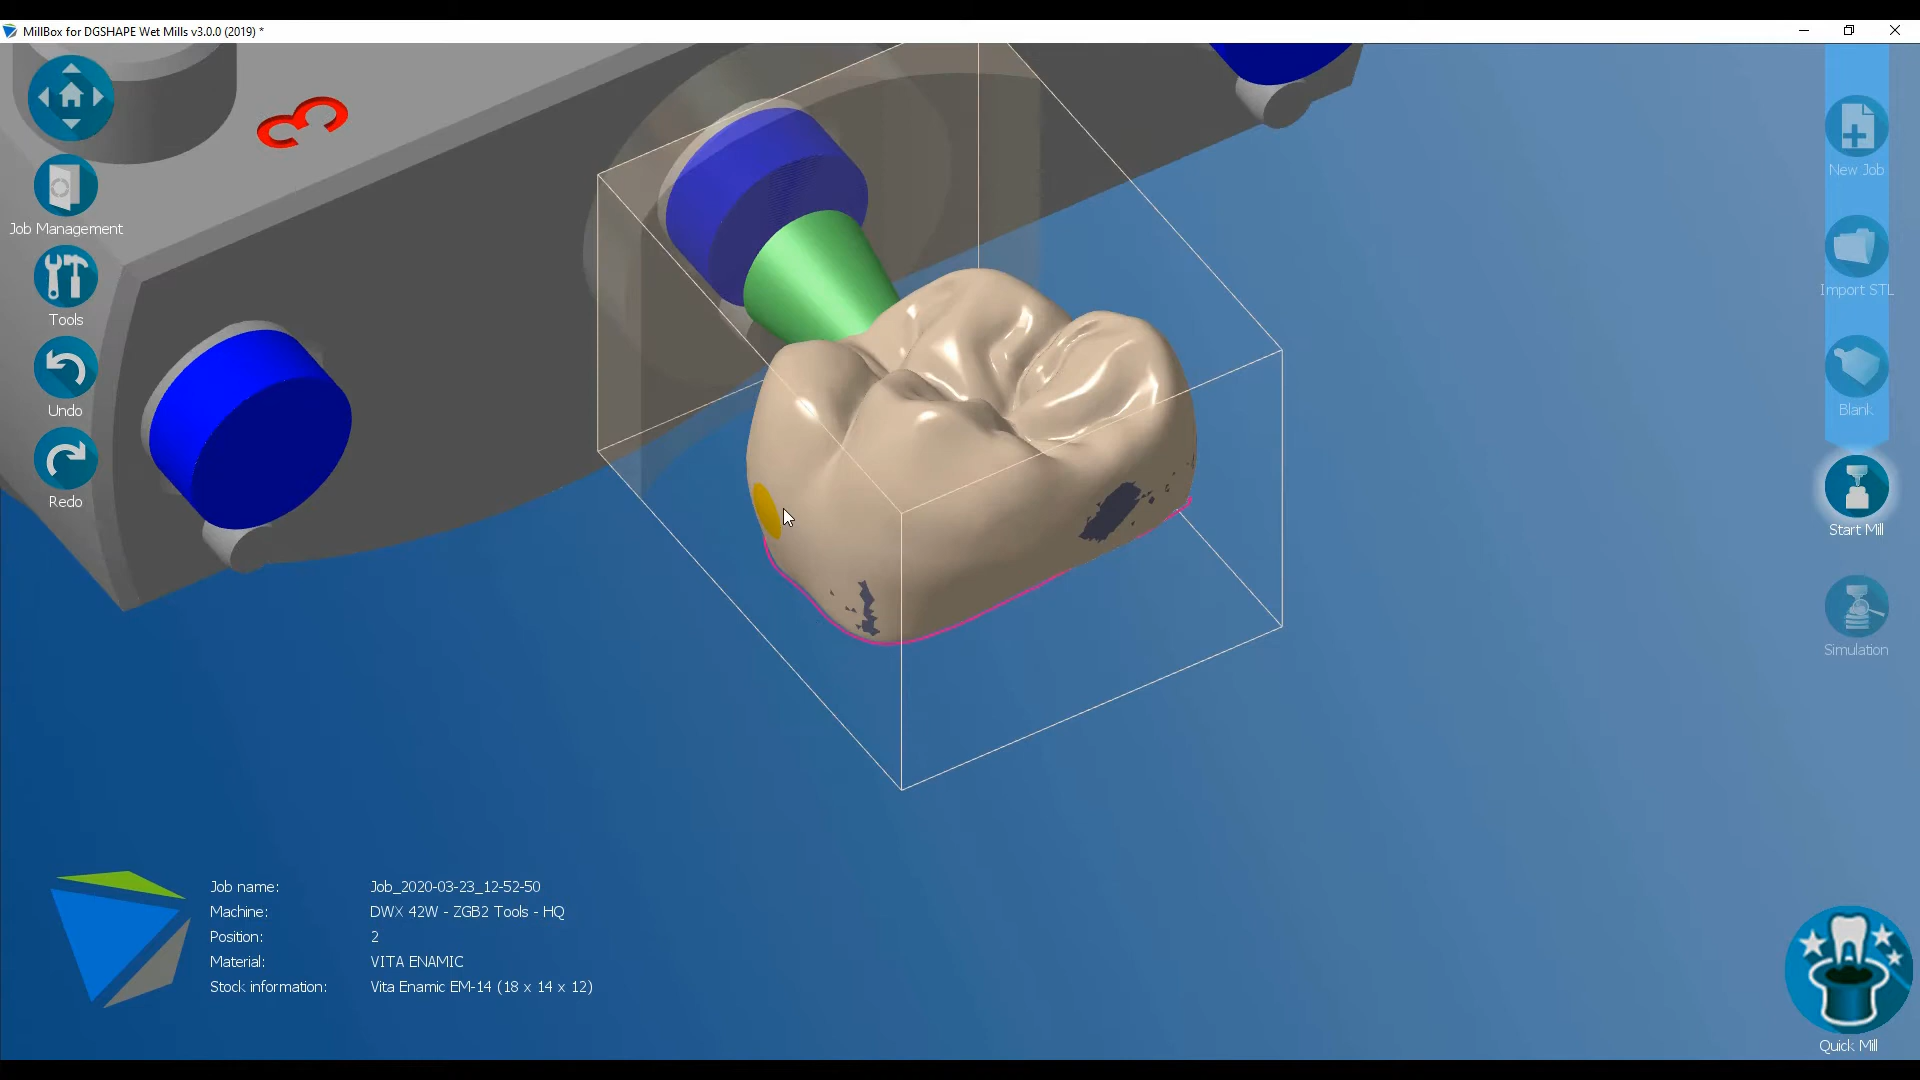 MillBox for DGSHAPE Wet Mills v3.0.0 (2019) *
3
Job Management
Tools
Undo
Redo
New Job
Import STL
Blank
Start Mill
Simulation
Job name: Job_2020-03-23_12-52-50
Machine: DWX 42W - ZGB2 Tools - HQ
Position: 2
Material: VITA ENAMIC
Stock information: Vita Enamic EM-14 (18 x 14 x 12)
Quick Mill